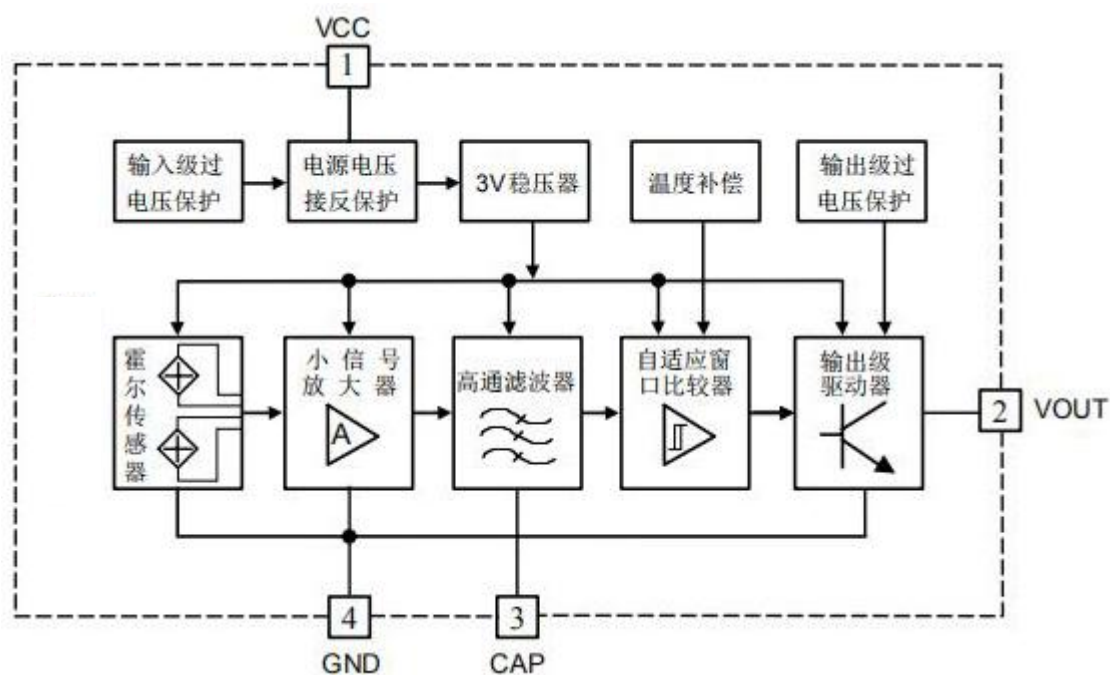 VCC
1
输入级过
电压保护
电源电压
接反保护
3V稳压器
温度补偿
输出级过
电压保护
霍尔传感器
小信号
放大器
A
高通滤波器
自适应窗
口比较器
输出级
驱动器
2
VOUT
4
3
GND
CAP